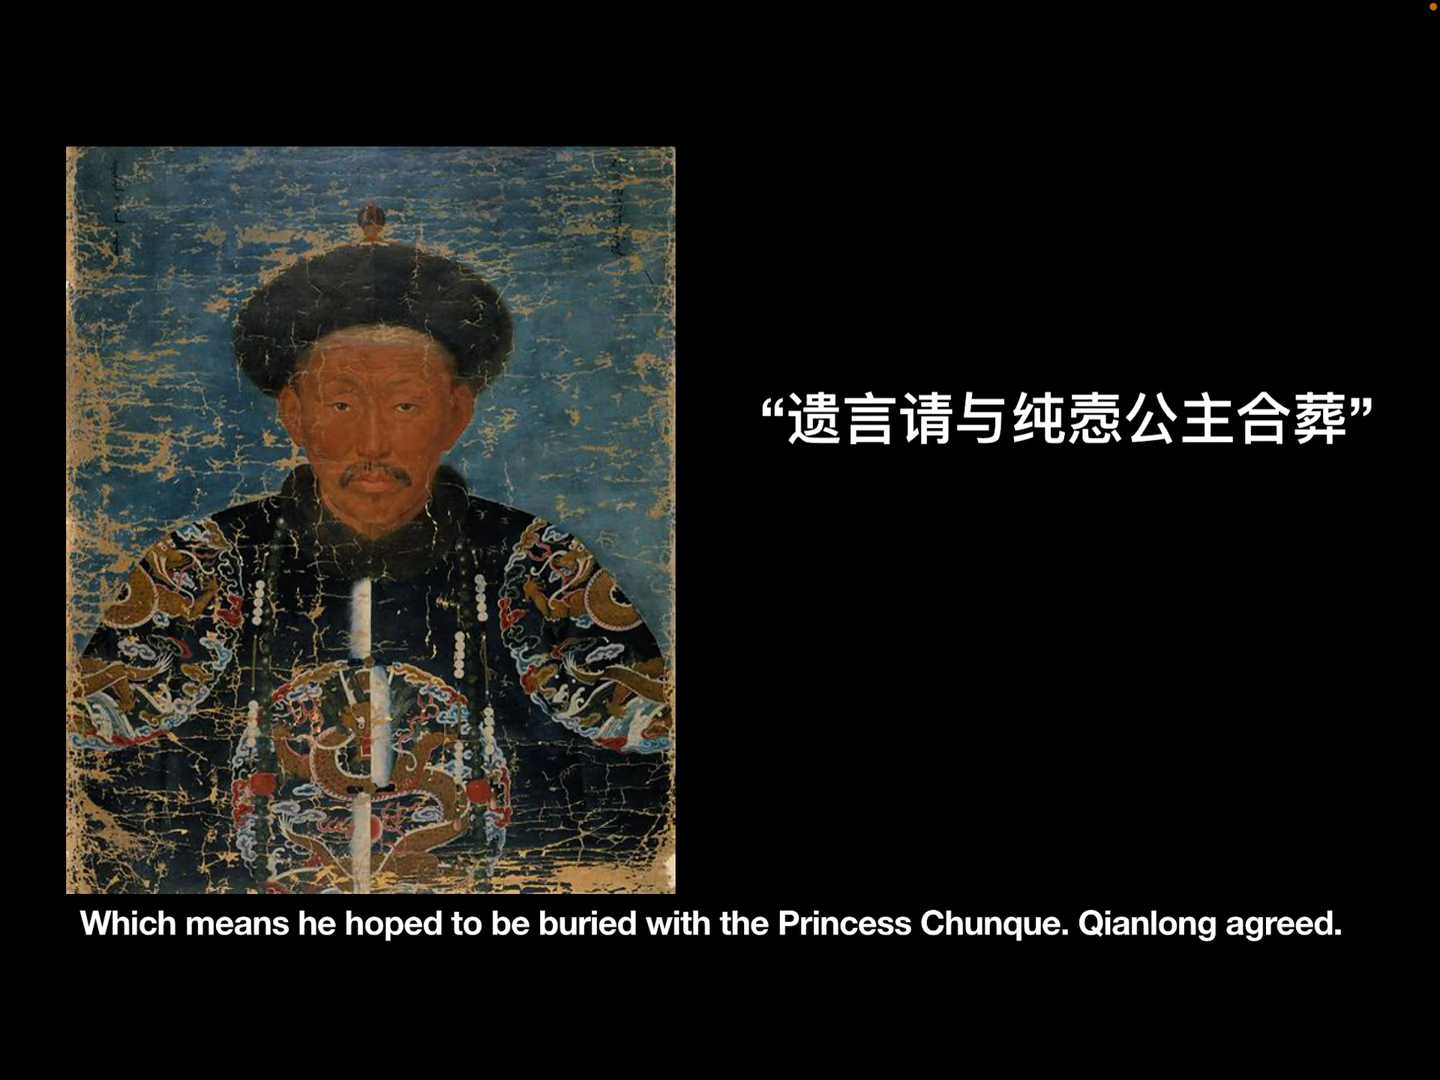 “遗言请与纯悫公主合葬”
Which means he hoped to be buried with the Princess Chunque. Qianlong agreed.